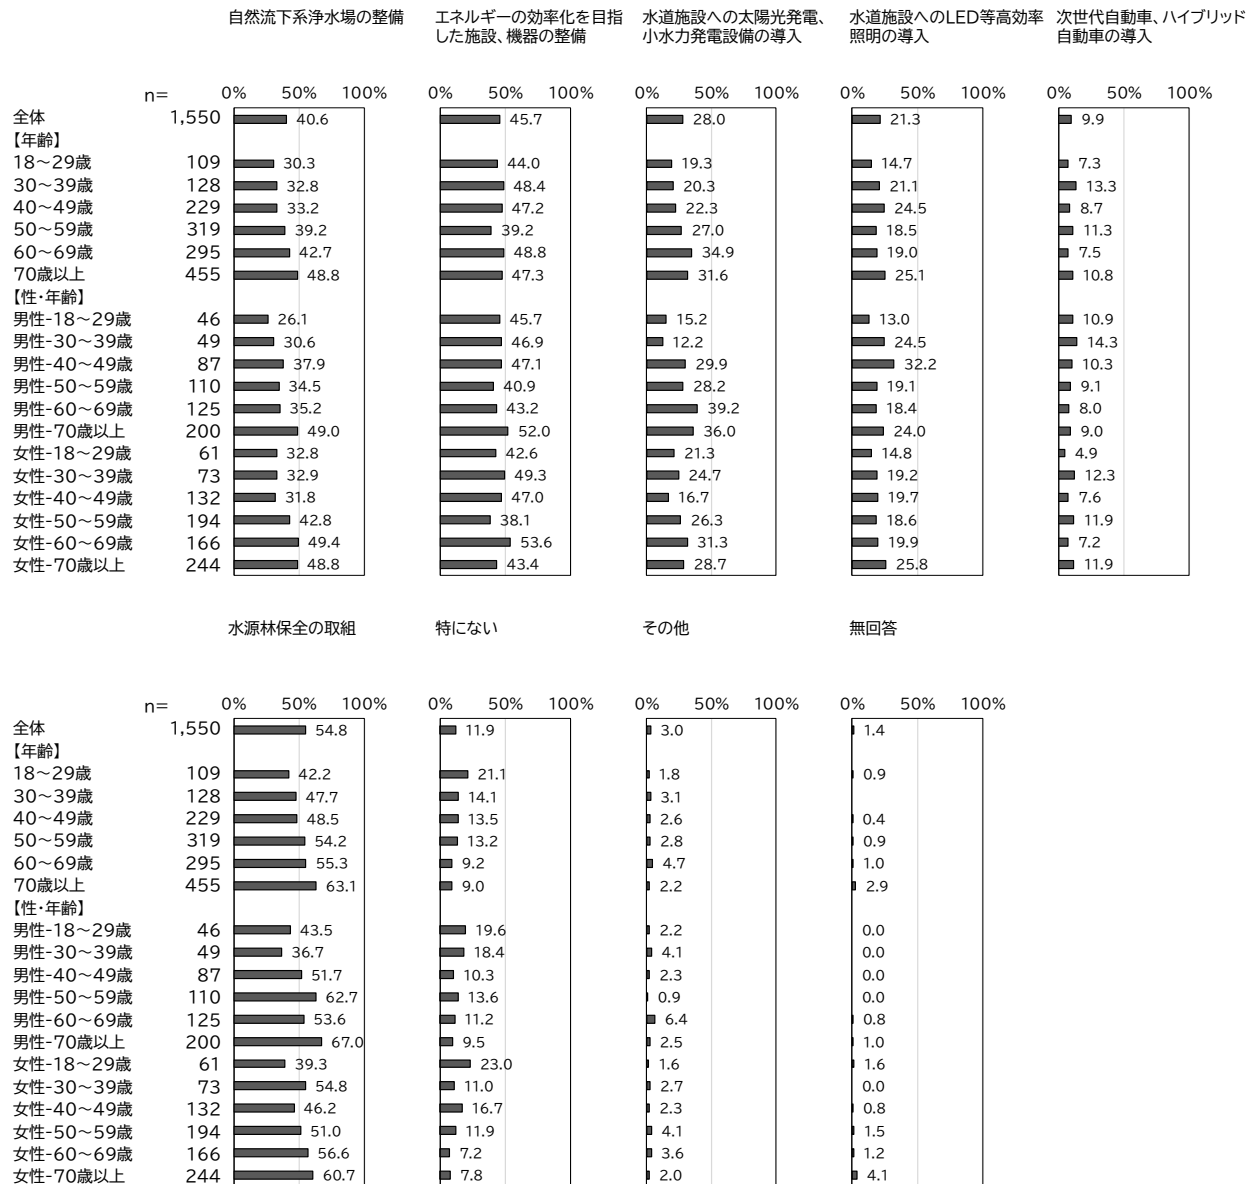 自然流下系浄水場の整備 エネルギーの効率化を目指 水道施設への太陽光発電、 水道施設へのLED等高効率 次世代自動車、ハイブリッド
した施設、機器の整備 小水力発電設備の導入 照明の導入 自動車の導入
n= 0% 50% 100% 0% 50% 100% 0% 50% 100% 0% 50% 100% 0% 50% 100%
全体 1,550 40.6 45.7 28.0 21.3 9.9
【年齢】
18～29歳 109 30.3 44.0 19.3 14.7 7.3
30～39歳 128 32.8 48.4 20.3 21.1 13.3
40～49歳 229 33.2 47.2 22.3 24.5 8.7
50～59歳 319 39.2 39.2 27.0 18.5 11.3
60～69歳 295 42.7 48.8 34.9 19.0 7.5
70歳以上 455 48.8 47.3 31.6 25.1 10.8
【性・年齢】
男性-18～29歳 46 26.1 45.7 15.2 13.0 10.9
男性-30～39歳 49 30.6 46.9 12.2 24.5 14.3
男性-40～49歳 87 37.9 47.1 29.9 32.2 10.3
男性-50～59歳 110 34.5 40.9 28.2 19.1 9.1
男性-60～69歳 125 35.2 43.2 39.2 18.4 8.0
男性-70歳以上 200 49.0 52.0 36.0 24.0 9.0
女性-18～29歳 61 32.8 42.6 21.3 14.8 4.9
女性-30～39歳 73 32.9 49.3 24.7 19.2 12.3
女性-40～49歳 132 31.8 47.0 16.7 19.7 7.6
女性-50～59歳 194 42.8 38.1 26.3 18.6 11.9
女性-60～69歳 166 49.4 53.6 31.3 19.9 7.2
女性-70歳以上 244 48.8 43.4 28.7 25.8 11.9
水源林保全の取組 特にない その他 無回答
n= 0% 50% 100% 0% 50% 100% 0% 50% 100% 0% 50% 100%
全体 1,550 54.8 11.9 3.0 1.4
【年齢】
18～29歳 109 42.2 21.1 1.8 0.9
30～39歳 128 47.7 14.1 3.1
40～49歳 229 48.5 13.5 2.6 0.4
50～59歳 319 54.2 13.2 2.8 0.9
60～69歳 295 55.3 9.2 4.7 1.0
70歳以上 455 63.1 9.0 2.2 2.9
【性・年齢】
男性-18～29歳 46 43.5 19.6 2.2 0.0
男性-30～39歳 49 36.7 18.4 4.1 0.0
男性-40～49歳 87 51.7 10.3 2.3 0.0
男性-50～59歳 110 62.7 13.6 0.9 0.0
男性-60～69歳 125 53.6 11.2 6.4 0.8
男性-70歳以上 200 67.0 9.5 2.5 1.0
女性-18～29歳 61 39.3 23.0 1.6 1.6
女性-30～39歳 73 54.8 11.0 2.7 0.0
女性-40～49歳 132 46.2 16.7 2.3 0.8
女性-50～59歳 194 51.0 11.9 4.1 1.5
女性-60～69歳 166 56.6 7.2 3.6 1.2
女性-70歳以上 244 60.7 7.8 2.0 4.1